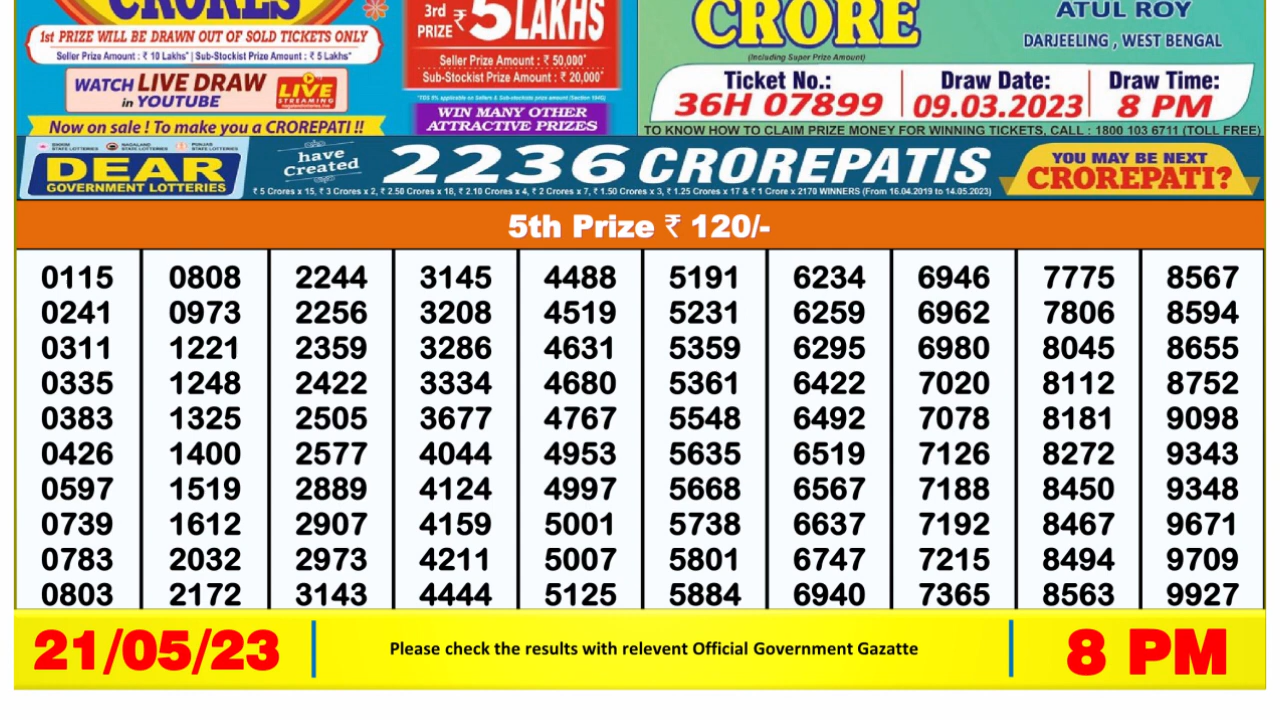 CRORES
1st PRIZE WILL BE DRAWN OUT OF SOLD TICKETS ONLY
Seller Prize Amount : ₹ 10 Lakhs* | Sub-Stockist Prize Amount : ₹ 5 Lakhs*
WATCH LIVE DRAW
in YOUTUBE
LIVE
STREAMING
Now on sale ! To make you a CROREPATI !!
3rd
PRIZE ₹ 5 LAKHS
Seller Prize Amount : ₹ 50,000*
Sub-Stockist Prize Amount : ₹ 20,000*
WIN MANY OTHER
ATTRACTIVE PRIZES
CRORE
(Including Super Prize Amount)
ATUL ROY
DARJEELING , WEST BENGAL
Ticket No.: Draw Date: Draw Time:
36H 07899 09.03.2023 8 PM
TO KNOW HOW TO CLAIM PRIZE MONEY FOR WINNING TICKETS, CALL : 1800 103 6711 (TOLL FREE)
SIKKIM STATE LOTTERIES NAGALAND STATE LOTTERIES PUNJAB STATE LOTTERIES
DEAR
GOVERNMENT LOTTERIES
have
created
2236 CROREPATIS
₹ 5 Crores x 15, ₹ 3 Crores x 2, ₹ 2.50 Crores x 18, ₹ 2.10 Crores x 4, ₹ 2 Crores x 7, ₹ 1.50 Crores x 3, ₹ 1.25 Crores x 17 & ₹ 1 Crore x 2170 WINNERS (From 16.04.2019 to 14.05.2023)
YOU MAY BE NEXT
CROREPATI?
5th Prize ₹ 120/-
0115 0808 2244 3145 4488 5191 6234 6946 7775 8567
0241 0973 2256 3208 4519 5231 6259 6962 7806 8594
0311 1221 2359 3286 4631 5359 6295 6980 8045 8655
0335 1248 2422 3334 4680 5361 6422 7020 8112 8752
0383 1325 2505 3677 4767 5548 6492 7078 8181 9098
0426 1400 2577 4044 4953 5635 6519 7126 8272 9343
0597 1519 2889 4124 4997 5668 6567 7188 8450 9348
0739 1612 2907 4159 5001 5738 6637 7192 8467 9671
0783 2032 2973 4211 5007 5801 6747 7215 8494 9709
0803 2172 3143 4444 5125 5884 6940 7365 8563 9927
21/05/23 Please check the results with relevent Official Government Gazatte 8 PM